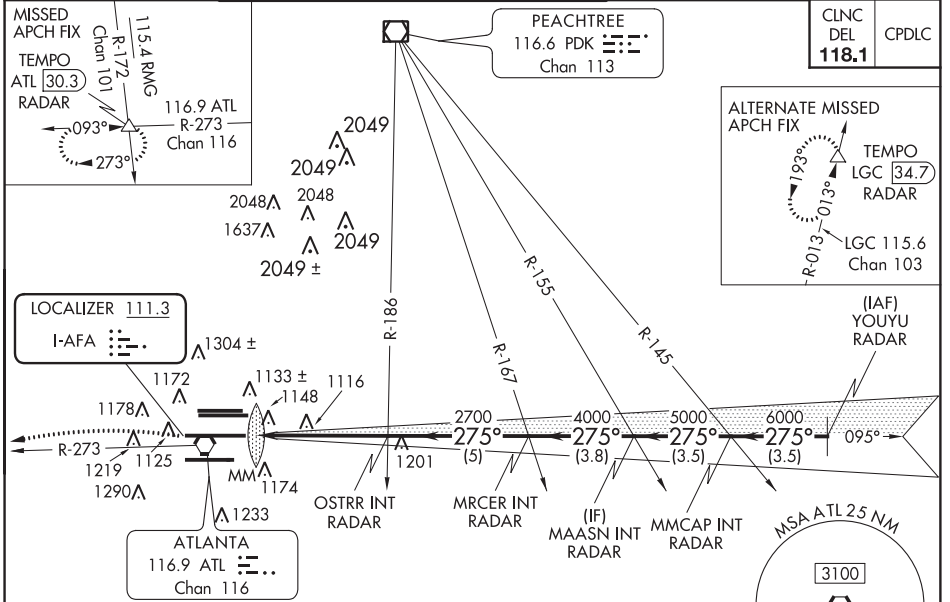 MISSED
APCH FIX
TEMPO
ATL 30.3
RADAR
115.4 RMG
R-172
Chan 101
116.9 ATL
R-273
Chan 116
093°
273°
PEACHTREE
116.6 PDK
Chan 113
CLNC
DEL
118.1
CPDLC
ALTERNATE MISSED
APCH FIX
TEMPO
LGC 34.7
RADAR
193°
013°
R-013
LGC 115.6
Chan 103
2049
2049
2048
2048
1637
2049
2049 ±
R-186
R-167
R-155
R-145
(IAF)
YOUYU
RADAR
LOCALIZER 111.3
I-AFA
1304 ±
1172
1133 ±
1148
1116
1178
R-273
1219
1125
1290
MM
1174
1233
1201
2700
275°
(5)
4000
275°
(3.8)
5000
275°
(3.5)
6000
275°
(3.5)
095°
OSTRR INT
RADAR
MRCER INT
RADAR
(IF)
MAASN INT
RADAR
MMCAP INT
RADAR
ATLANTA
116.9 ATL
Chan 116
MSA ATL 25 NM
3100